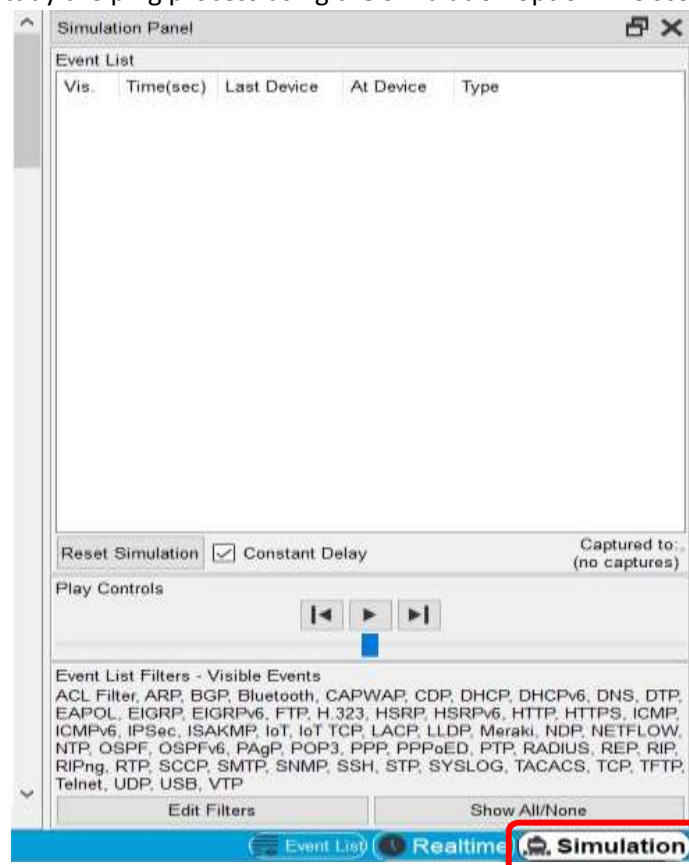 Simulation Panel
Event List
Vis. Time(sec) Last Device At Device Type
Reset Simulation Constant Delay Captured to:
(no captures)
Play Controls
Event List Filters - Visible Events
ACL Filter, ARP, BGP, Bluetooth, CAPWAP, CDP, DHCP, DHCPv6, DNS, DTP,
EAPOL, EIGRP, EIGRPv6, FTP, H.323, HSRP, HSRPv6, HTTP, HTTPS, ICMP,
ICMPv6, IPSec, ISAKMP, IoT, IoT TCP, LACP, LLDP, Meraki, NDP, NETFLOW,
NTP, OSPF, OSPFv6, PAgP, POP3, PPP, PPPoED, PTP, RADIUS, REP, RIP,
RIPng, RTP, SCCP, SMTP, SNMP, SSH, STP, SYSLOG, TACACS, TCP, TFTP,
Telnet, UDP, USB, VTP
Edit Filters Show All/None
Event List Realtime Simulation